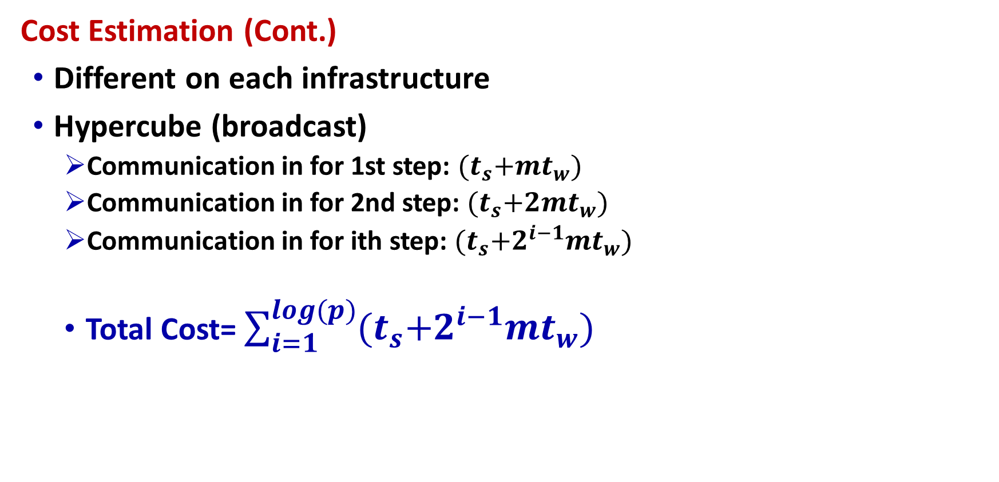 Cost Estimation (Cont.)
• Different on each infrastructure
• Hypercube (broadcast)
➢Communication in for 1st step: $(t_s+mt_w)$
➢Communication in for 2nd step: $(t_s+2mt_w)$
➢Communication in for ith step: $(t_s+2^{i-1}mt_w)$
• Total Cost= $\sum_{i=1}^{log(p)}(t_s+2^{i-1}mt_w)$